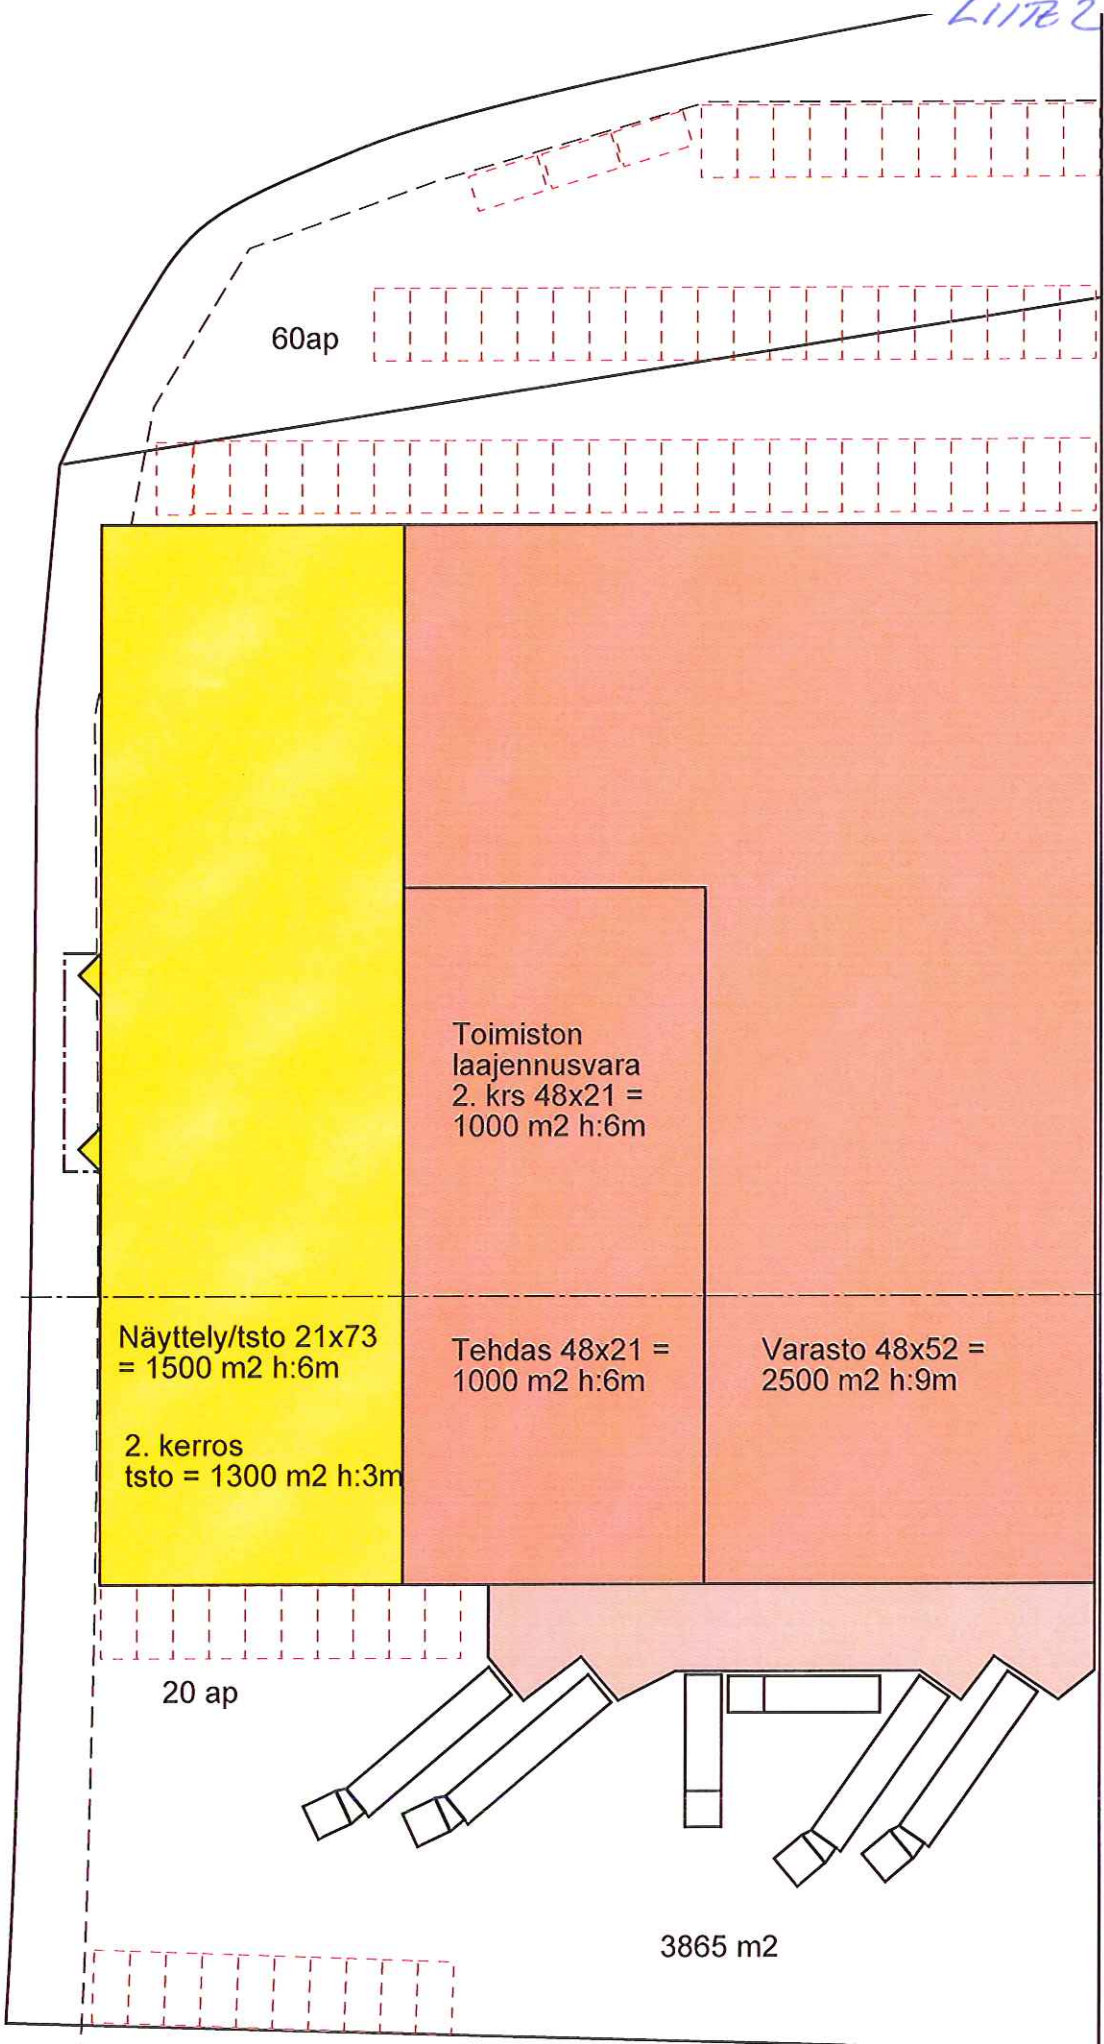 LIITE 2
60ap
Toimiston
laajennusvara
2. krs 48x21 =
1000 m2 h:6m
Näyttely/tsto 21x73
= 1500 m2 h:6m
2. kerros
tsto = 1300 m2 h:3m
Tehdas 48x21 =
1000 m2 h:6m
Varasto 48x52 =
2500 m2 h:9m
20 ap
3865 m2